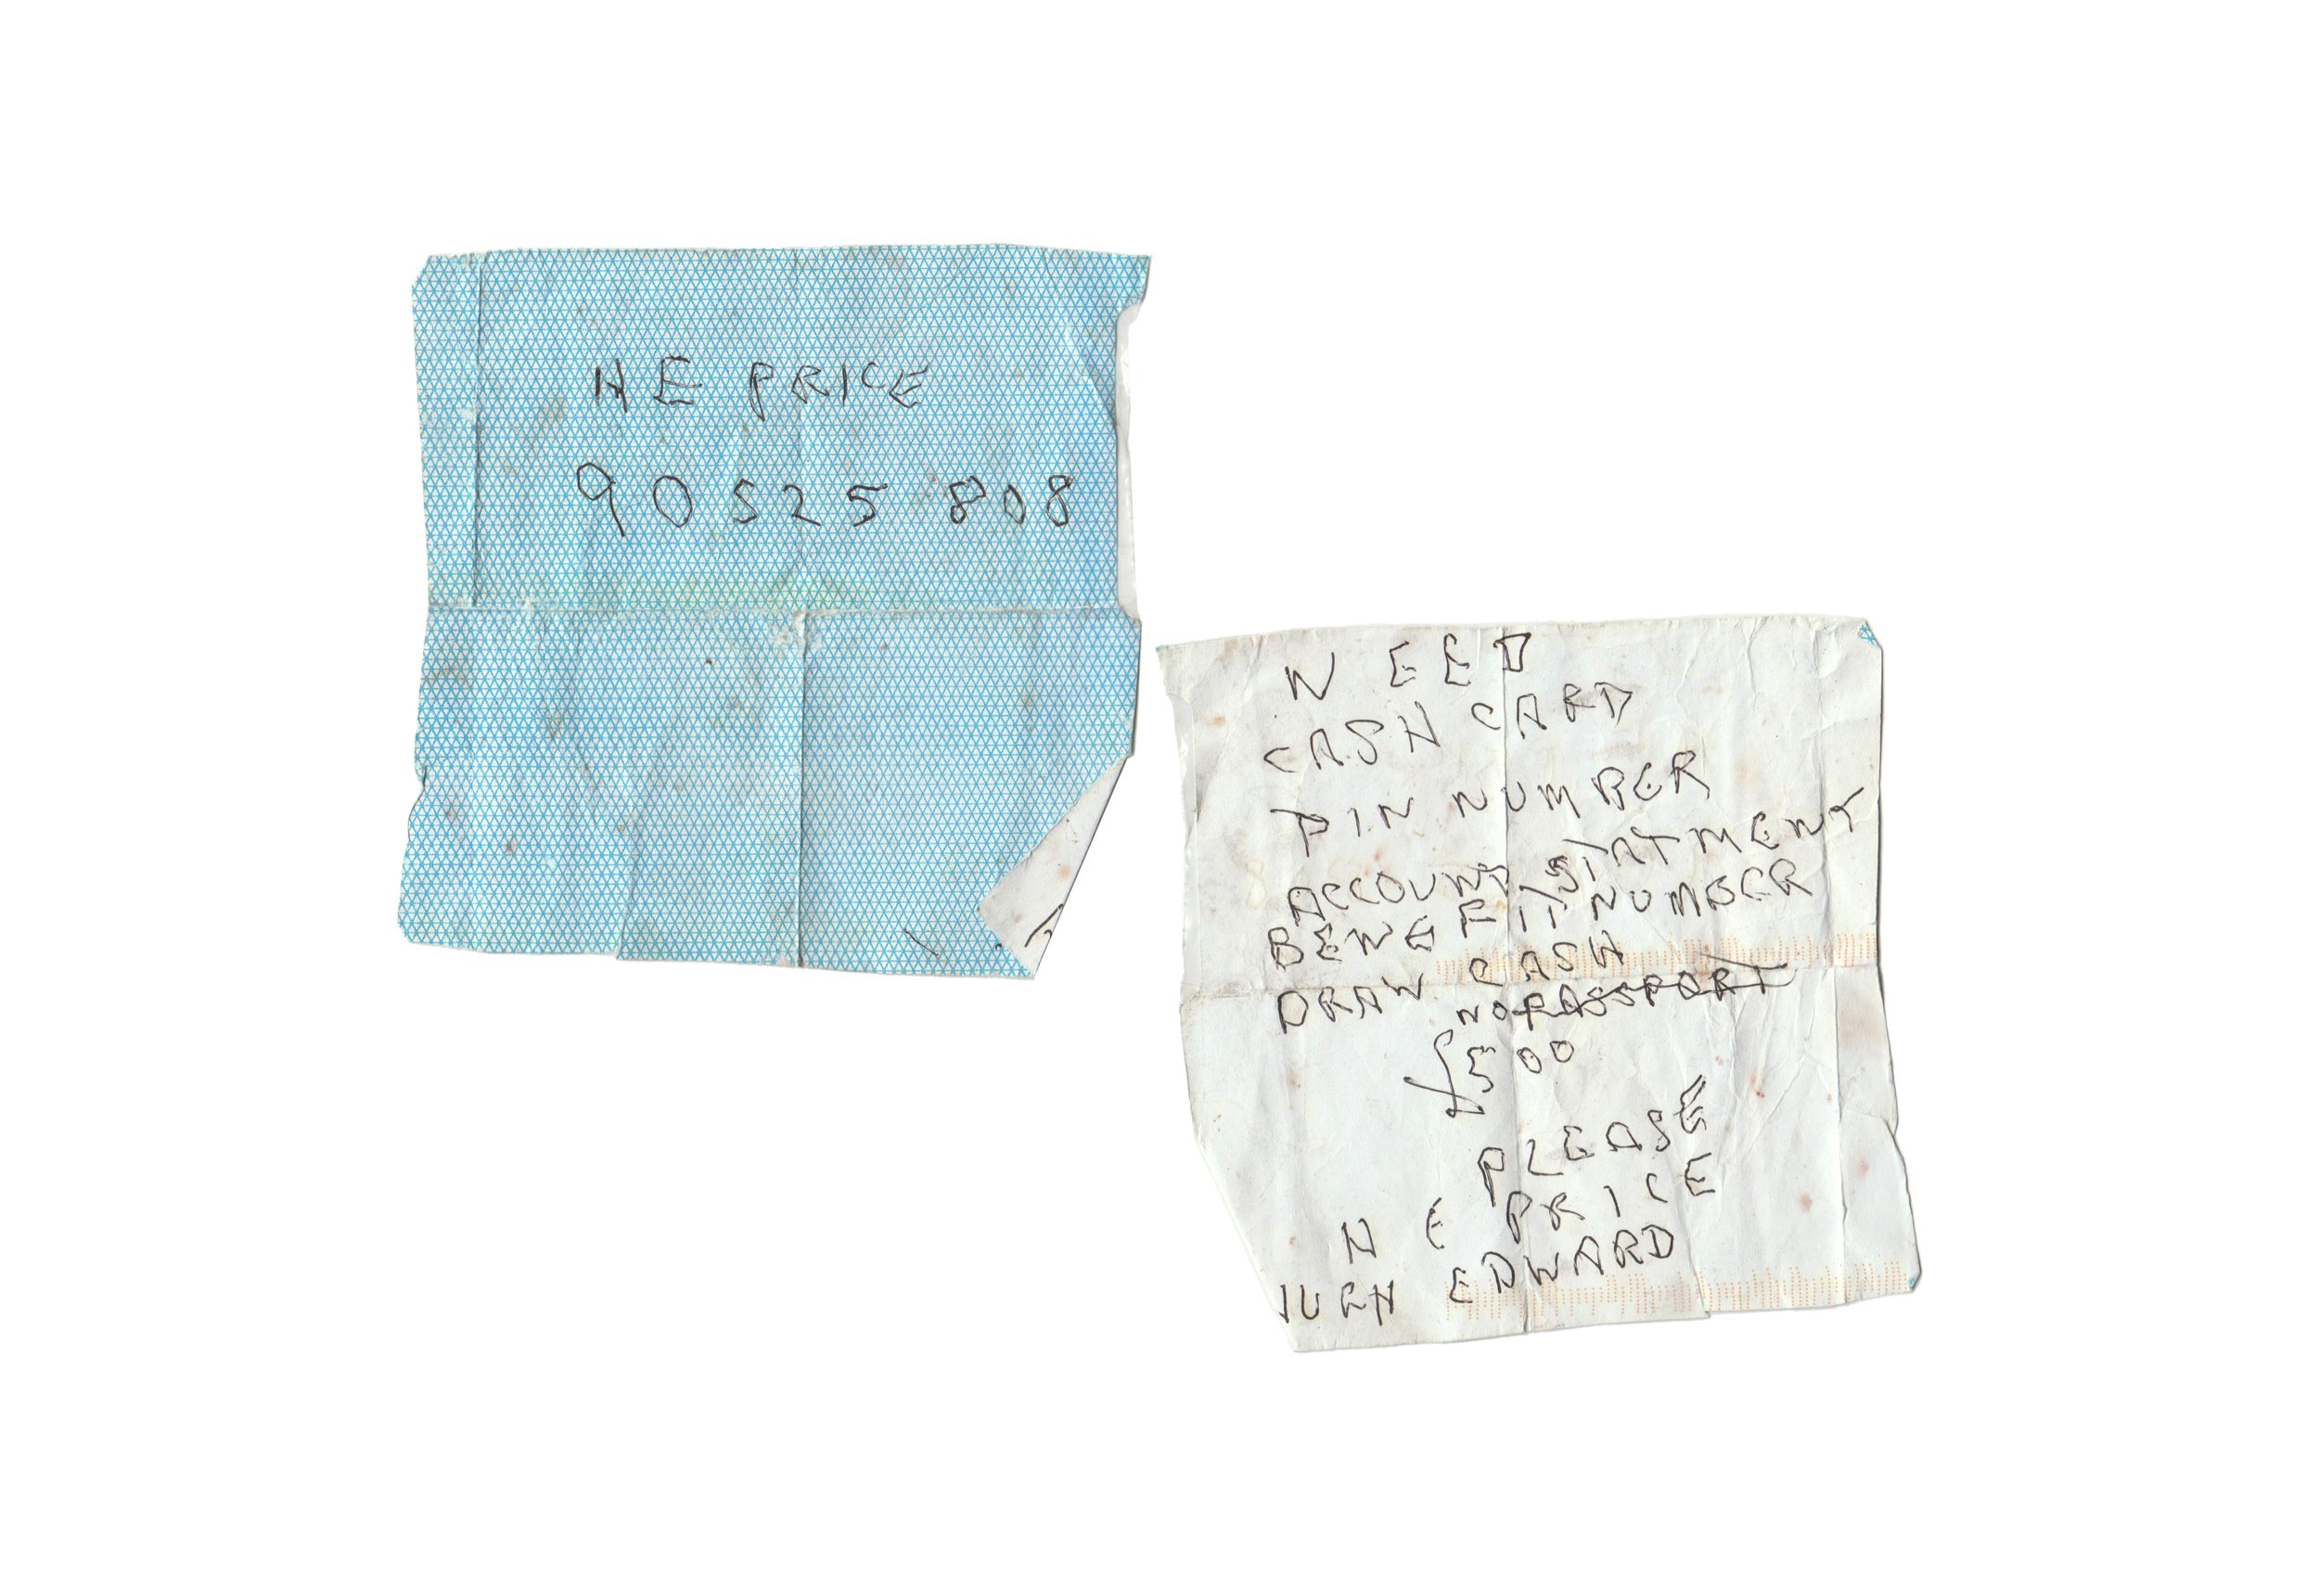 H E PRICE
90525 808
NEED
CASH CARD
PIN NUMBER
ACCOUNT STATMENT
BENEFIT NUMBER
DRAW CASH
NO PASSPORT
£500
PLEASE
H E PRICE
HUGH EDWARD